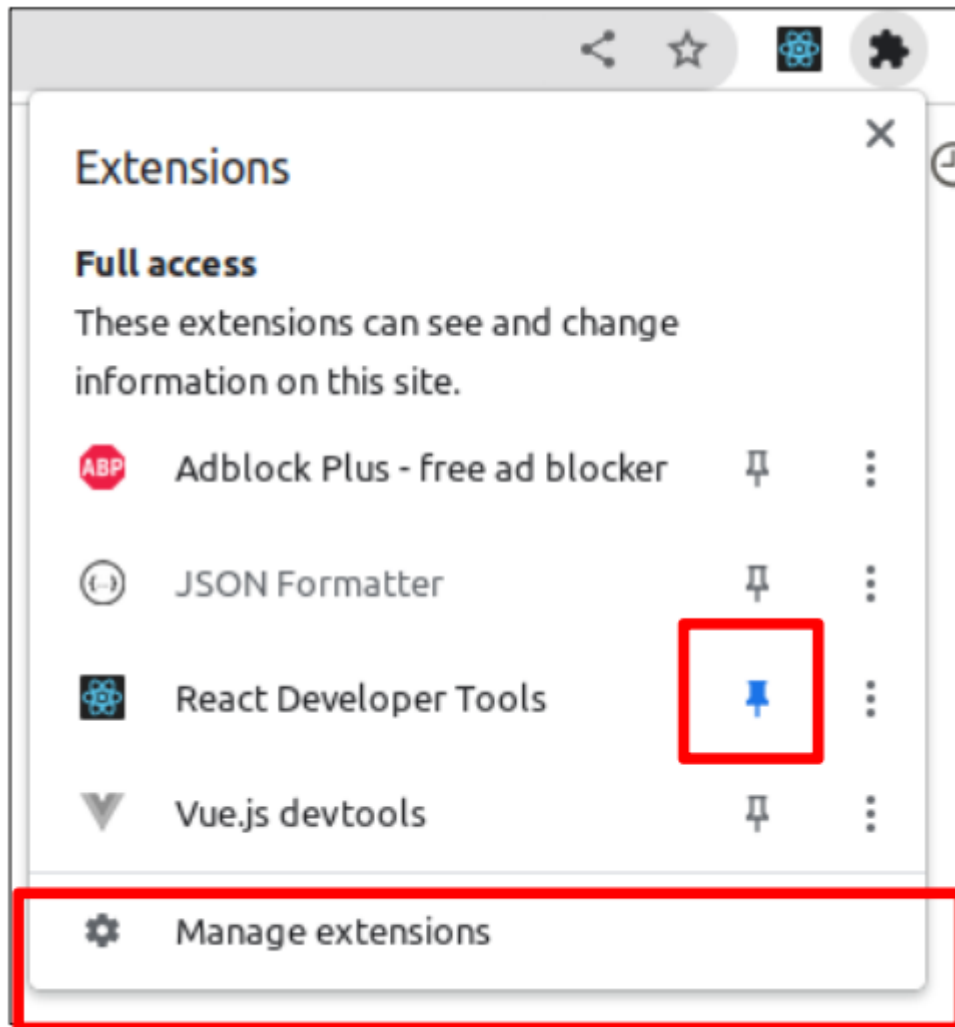 Extensions
Full access
These extensions can see and change
information on this site.
ABP Adblock Plus - free ad blocker
{...} JSON Formatter
React Developer Tools
Vue.js devtools
Manage extensions